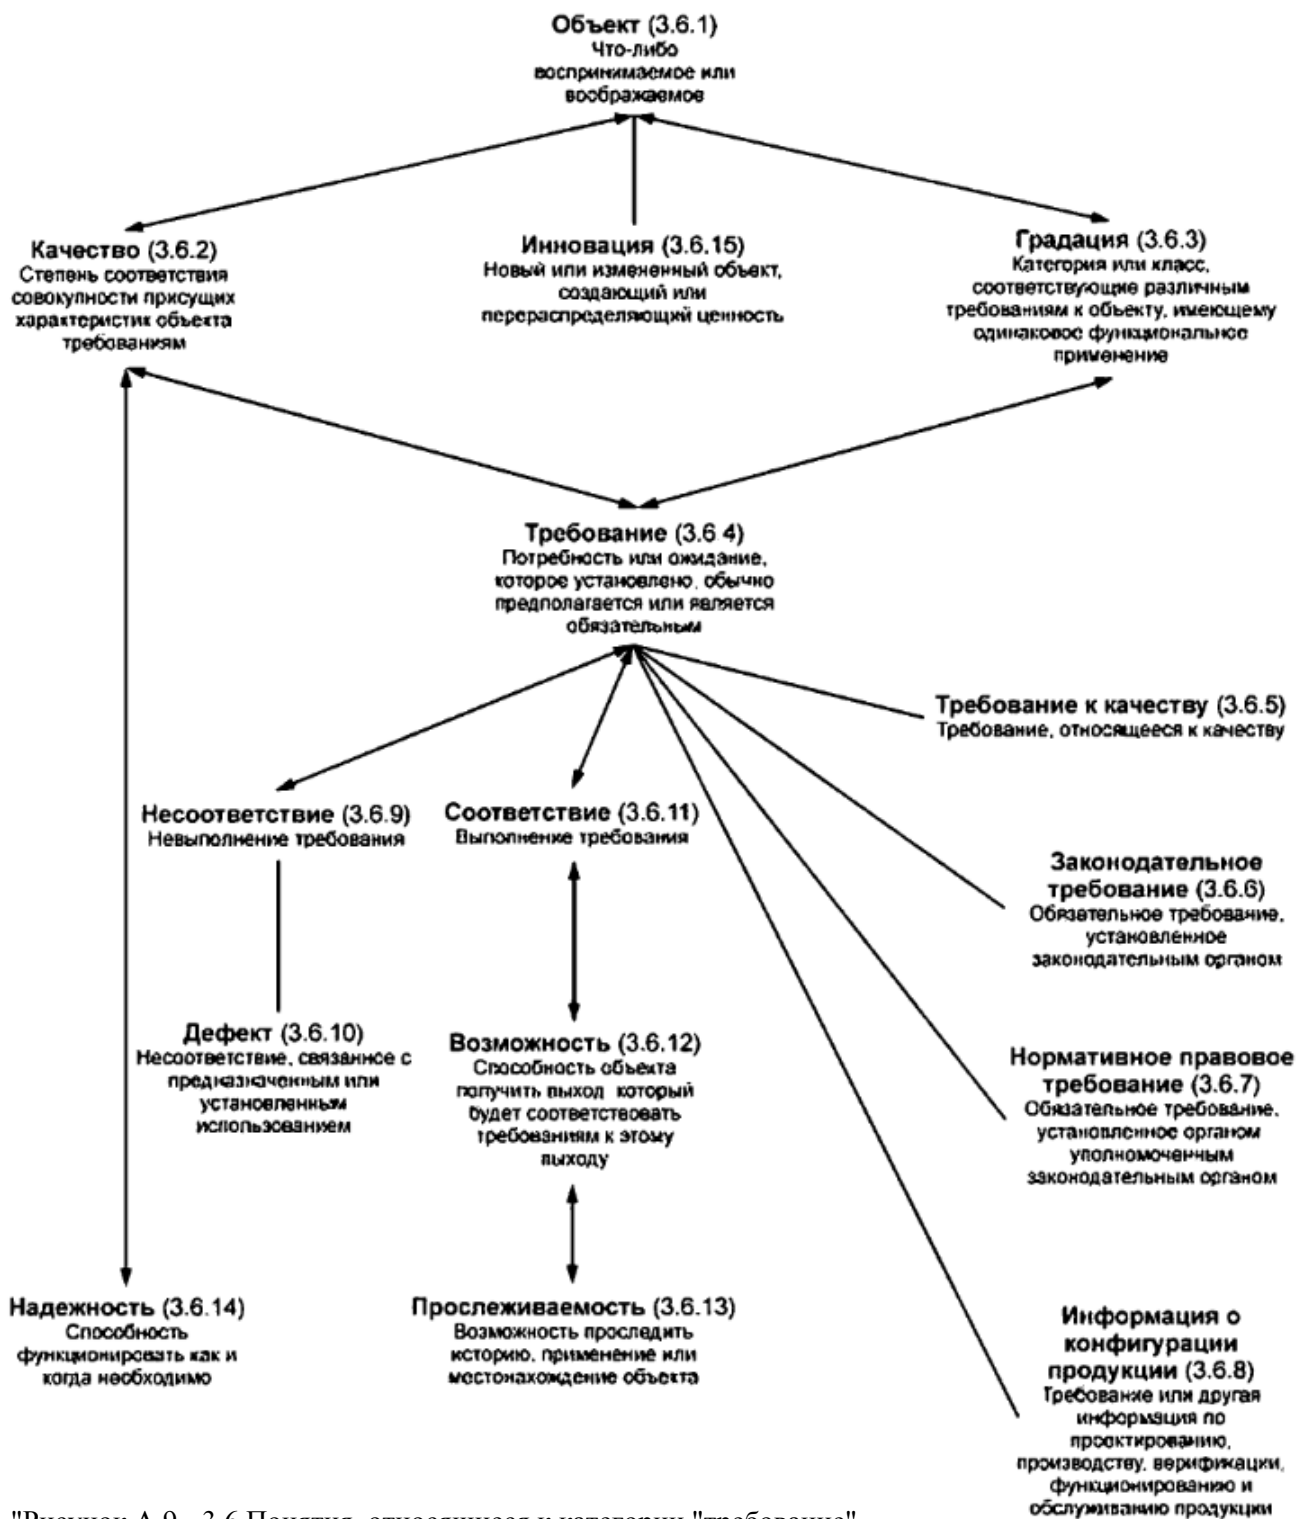 Объект (3.6.1)
Что-либо
воспринимаемое или
воображаемое
Качество (3.6.2)
Степень соответствия
совокупности присущих
характеристик объекта
требованиям
Инновация (3.6.15)
Новый или измененный объект,
создающий или
перераспределяющий ценность
Градация (3.6.3)
Категория или класс,
соответствующие различным
требованиям к объекту, имеющему
одинаковое функциональное
применение
Требование (3.6 4)
Потребность или ожидание,
которое установлено, обычно
предполагается или является
обязательным
Требование к качеству (3.6.5)
Требование, относящееся к качеству
Несоответствие (3.6.9)
Невыполнение требования
Соответствие (3.6.11)
Выполнение требования
Законодательное
требование (3.6.6)
Обязательное требование,
установленное
законодательным органом
Дефект (3.6.10)
Несоответствие, связанное с
предназначенным или
установленным
использованием
Возможность (3.6.12)
Способность объекта
получить выход который
будет соответствовать
требованиям к этому
выходу
Нормативное правовое
требование (3.6.7)
Обязательное требование,
установленное органом
уполномоченным
законодательным органом
Надежность (3.6.14)
Способность
функционировать как и
когда необходимо
Прослеживаемость (3.6.13)
Возможность проследить
историю, применение или
местонахождение объекта
Информация о
конфигурации
продукции (3.6.8)
Требование или другая
информация по
проектированию,
производству, верификации,
функционированию и
обслуживанию продукции
"Рисунок А.9 - 3.6 Понятия, относящиеся к категории "требование"